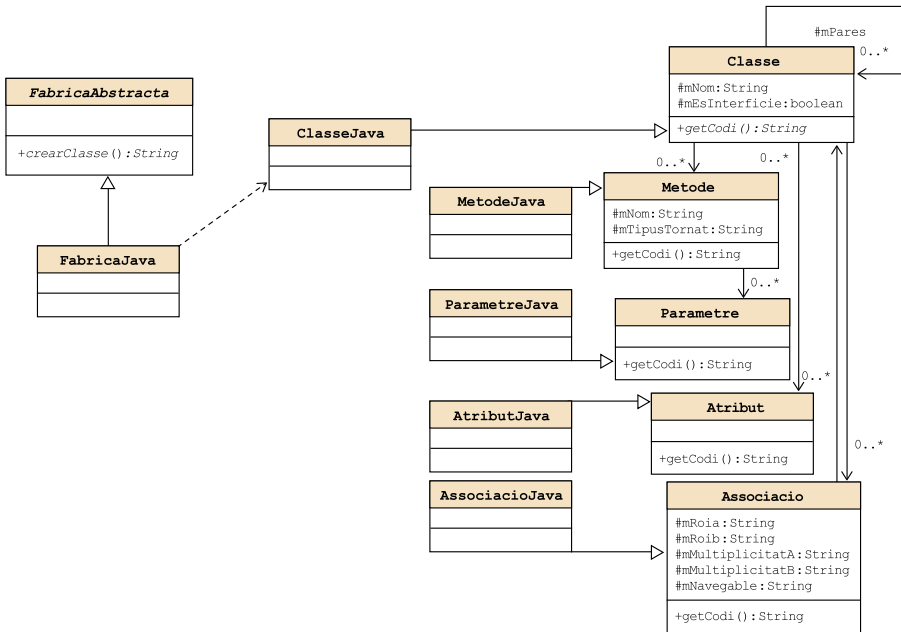 #mPares
0..*
Classe
#mNom:String
#mEsInterficie:boolean
+getCodi():String
FabricaAbstracta
+crearClasse():String
ClasseJava
0..*
0..*
Metode
#mNom:String
#mTipusTornat:String
+getCodi():String
MetodeJava
FabricaJava
0..*
ParametreJava
Parametre
+getCodi():String
0..*
Atribut
+getCodi():String
AtributJava
0..*
AssociacioJava
Associacio
#mRoia:String
#mRoib:String
#mMultiplicitatA:String
#mMultiplicitatB:String
#mNavegable:String
+getCodi():String